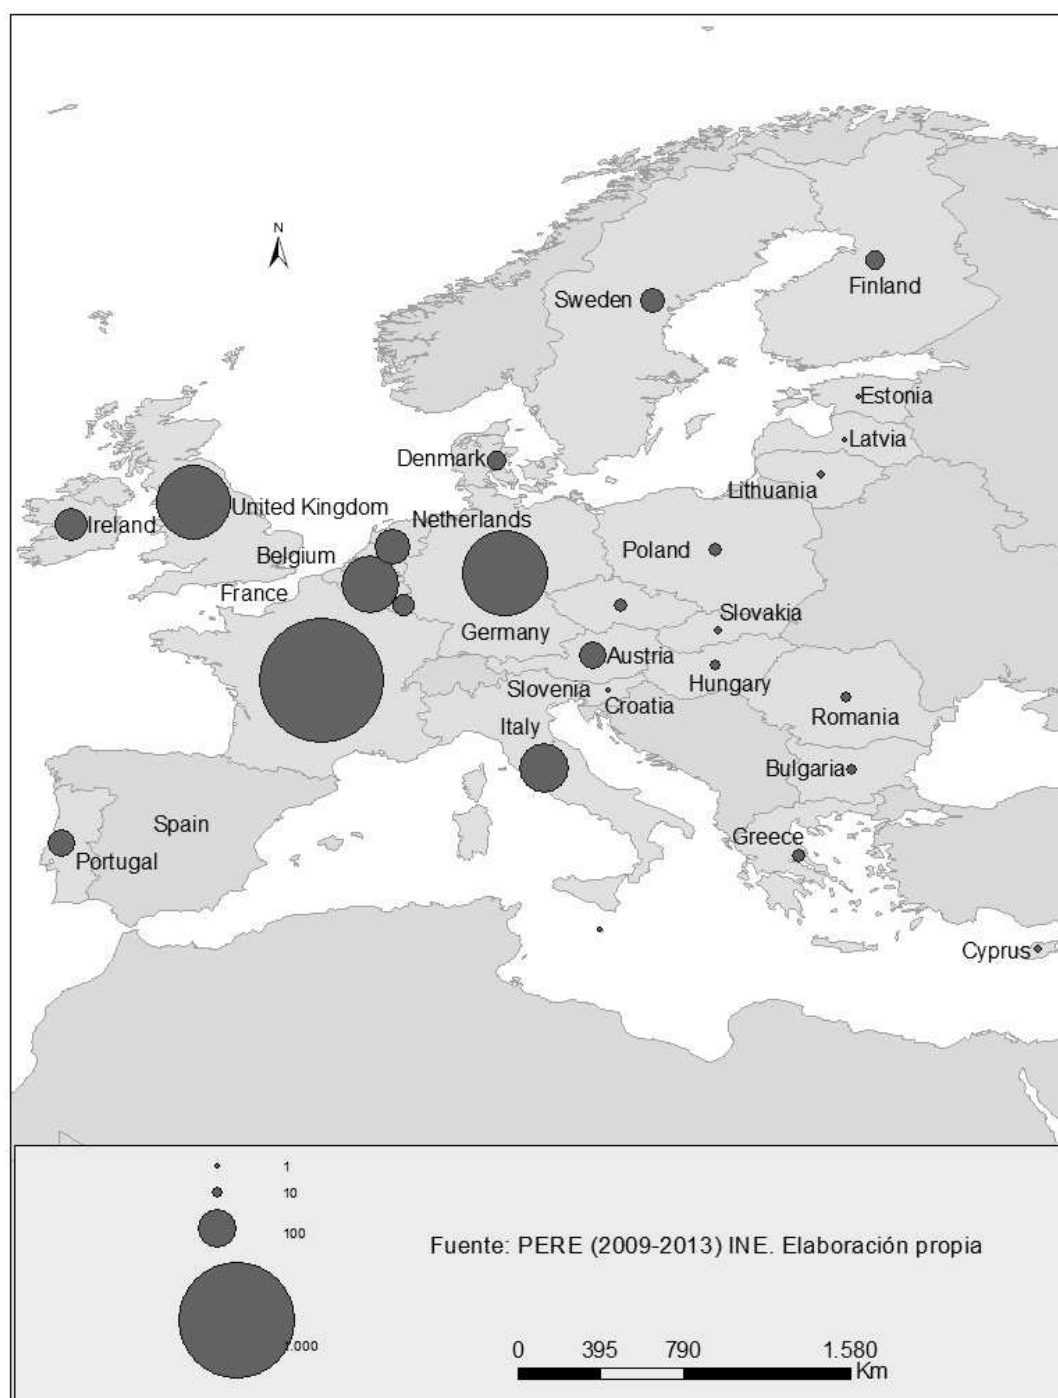 N
Finland
Sweden
Estonia
Latvia
Denmark
Lithuania
United Kingdom
Netherlands
Ireland
Belgium
Poland
France
Slovakia
Germany
Austria
Hungary
Slovenia
Croatia
Romania
Italy
Bulgaria
Spain
Greece
Portugal
Cyprus
1
10
100
1.000
Fuente: PERE (2009-2013) INE. Elaboración propia
0 395 790 1.580
Km